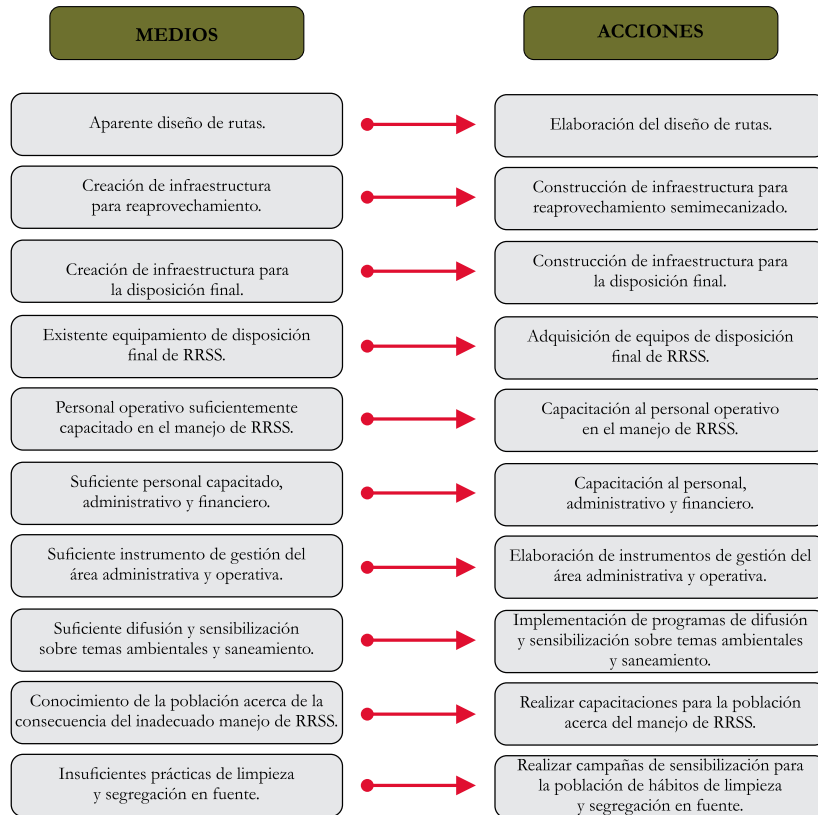 MEDIOS
ACCIONES
Aparente diseño de rutas.
Elaboración del diseño de rutas.
Creación de infraestructura
para reaprovechamiento.
Construcción de infraestructura para
reaprovechamiento semimecanizado.
Creación de infraestructura para
la disposición final.
Construcción de infraestructura para
la disposición final.
Existente equipamiento de disposición
final de RRSS.
Adquisición de equipos de disposición
final de RRSS.
Personal operativo suficientemente
capacitado en el manejo de RRSS.
Capacitación al personal operativo
en el manejo de RRSS.
Suficiente personal capacitado,
administrativo y financiero.
Capacitación al personal,
administrativo y financiero.
Suficiente instrumento de gestión del
área administrativa y operativa.
Elaboración de instrumentos de gestión del
área administrativa y operativa.
Suficiente difusión y sensibilización
sobre temas ambientales y saneamiento.
Implementación de programas de difusión
y sensibilización sobre temas ambientales
y saneamiento.
Conocimiento de la población acerca de la
consecuencia del inadecuado manejo de RRSS.
Realizar capacitaciones para la población
acerca del manejo de RRSS.
Insuficientes prácticas de limpieza
y segregación en fuente.
Realizar campañas de sensibilización para
la población de hábitos de limpieza
y segregación en fuente.